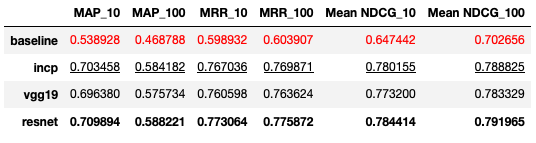 MAP_10 MAP_100 MRR_10 MRR_100 Mean NDCG_10 Mean NDCG_100
baseline 0.538928 0.468788 0.598932 0.603907 0.647442 0.702656
incp 0.703458 0.584182 0.767036 0.769871 0.780155 0.788825
vgg19 0.696380 0.575734 0.760598 0.763624 0.773200 0.783329
resnet 0.709894 0.588221 0.773064 0.775872 0.784414 0.791965